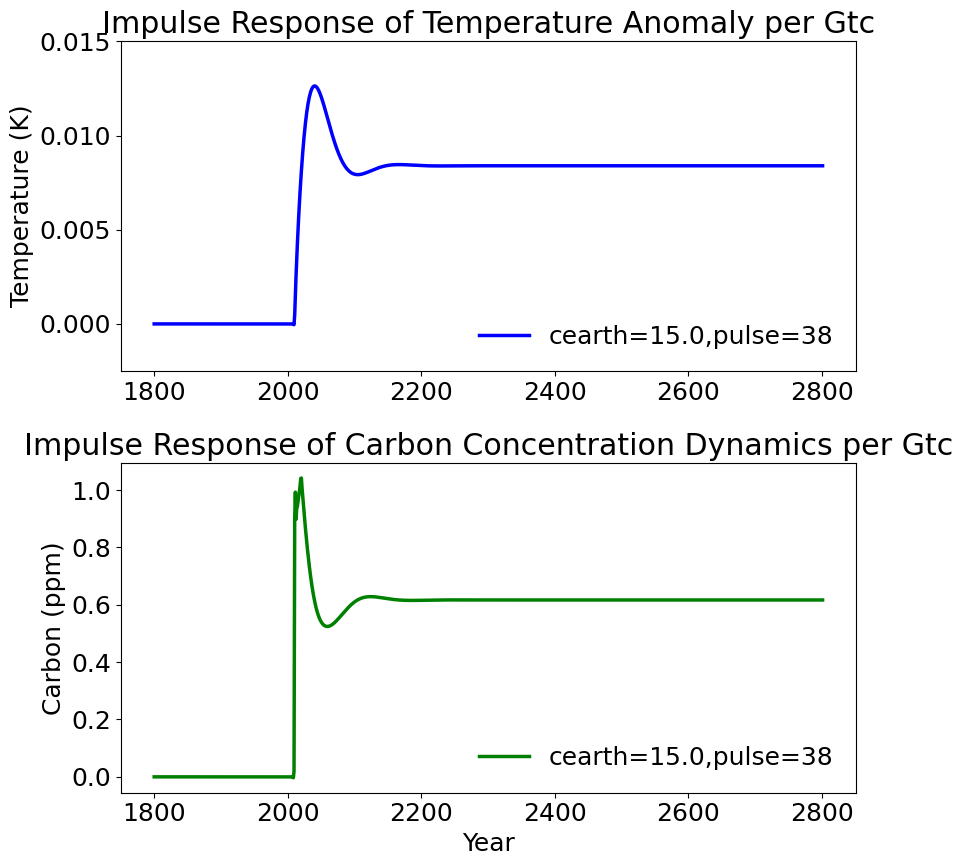 Impulse Response of Temperature Anomaly per Gtc
0.015
0.010
0.005
0.000
Temperature (K)
cearth=15.0,pulse=38
1800 2000 2200 2400 2600 2800
Impulse Response of Carbon Concentration Dynamics per Gtc
1.0
0.8
0.6
0.4
0.2
0.0
Carbon (ppm)
cearth=15.0,pulse=38
1800 2000 2200 2400 2600 2800
Year